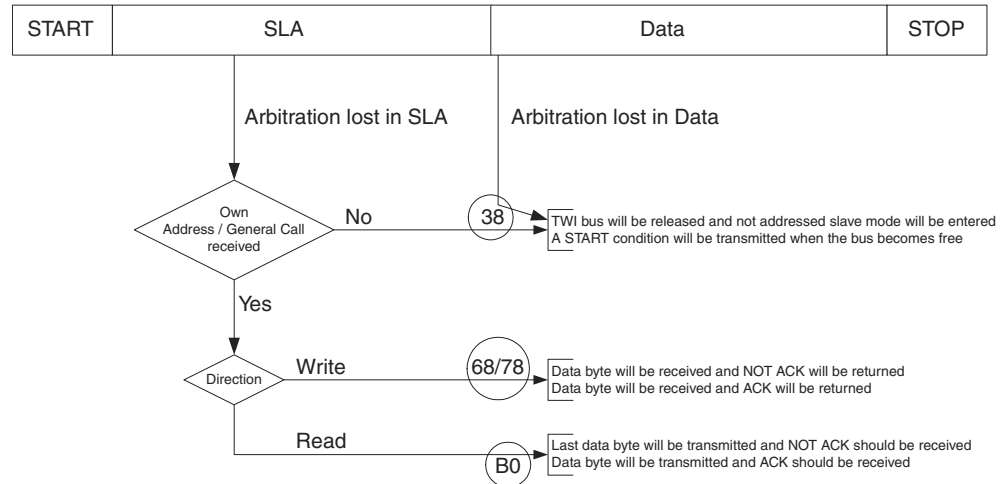 START SLA Data STOP
Arbitration lost in SLA Arbitration lost in Data
Own
Address / General Call
received
No
38
TWI bus will be released and not addressed slave mode will be entered
A START condition will be transmitted when the bus becomes free
Yes
Direction
Write
68/78
Data byte will be received and NOT ACK will be returned
Data byte will be received and ACK will be returned
Read
B0
Last data byte will be transmitted and NOT ACK should be received
Data byte will be transmitted and ACK should be received